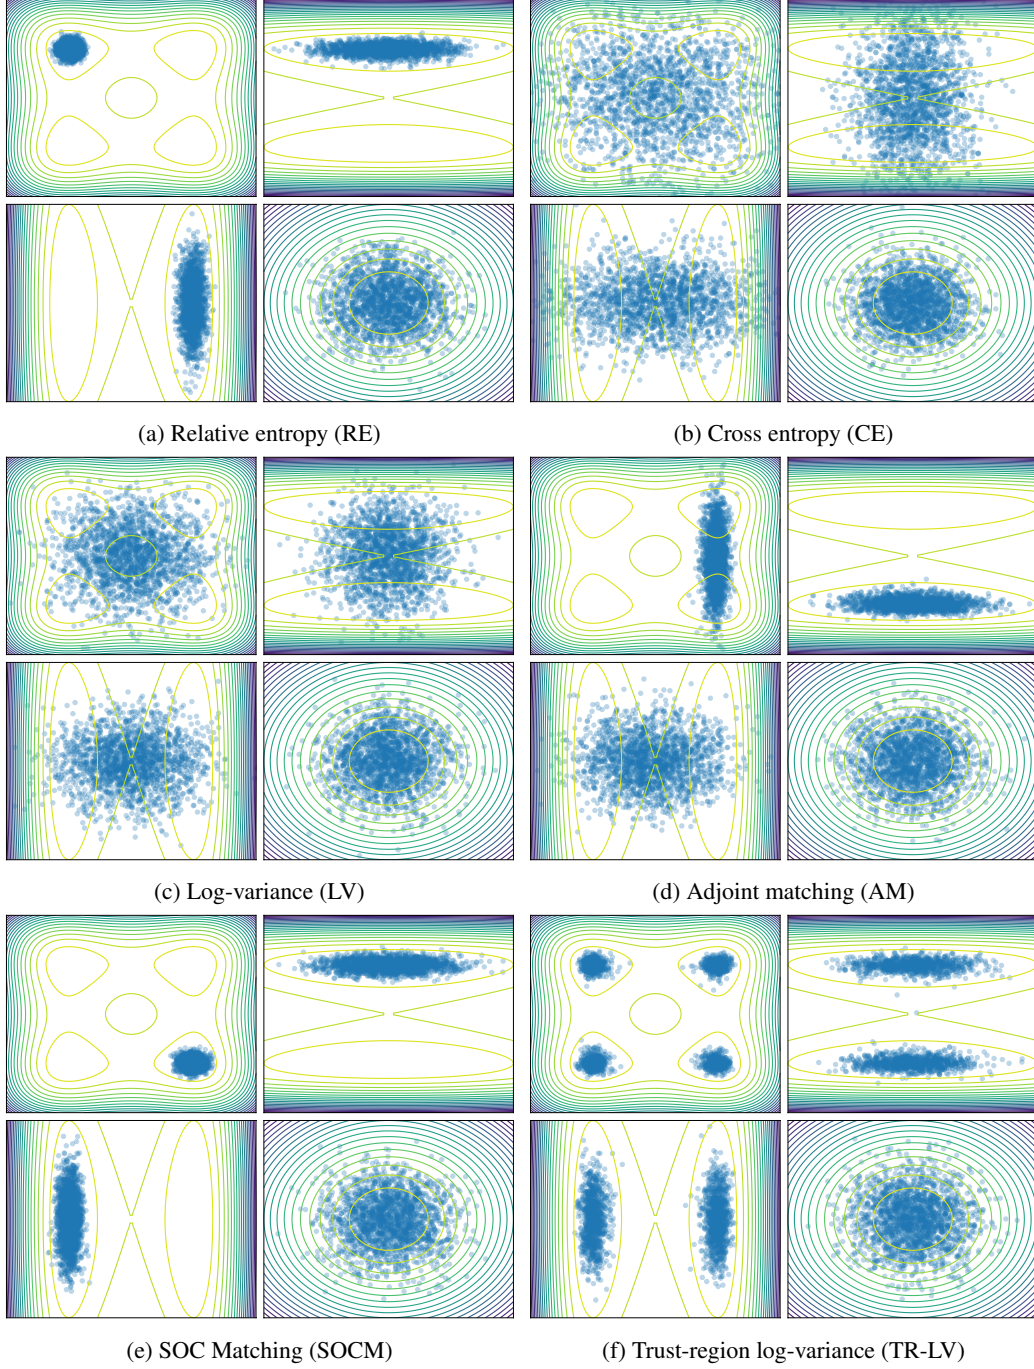 (a) Relative entropy (RE)
(b) Cross entropy (CE)
(c) Log-variance (LV)
(d) Adjoint matching (AM)
(e) SOC Matching (SOCM)
(f) Trust-region log-variance (TR-LV)